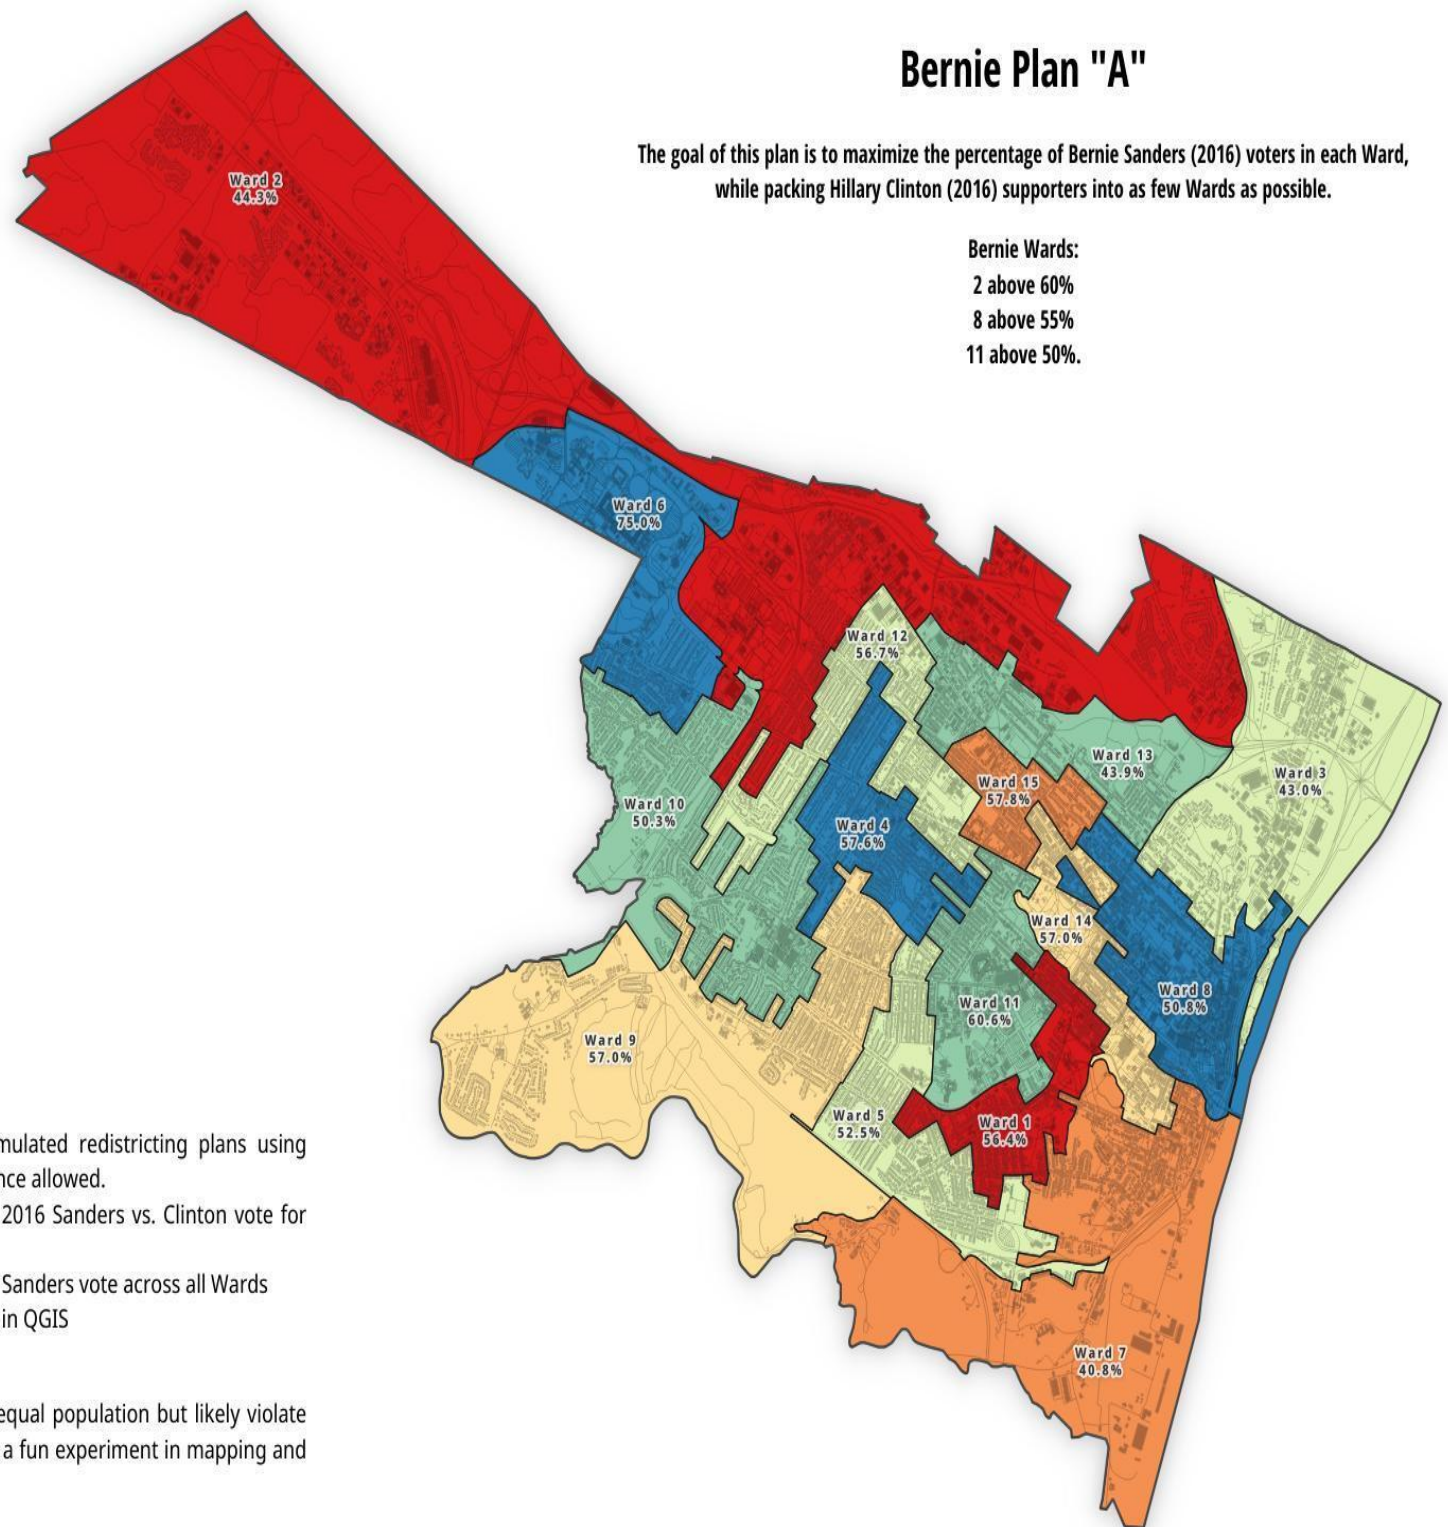 Bernie Plan "A"
The goal of this plan is to maximize the percentage of Bernie Sanders (2016) voters in each Ward,
while packing Hillary Clinton (2016) supporters into as few Wards as possible.
Bernie Wards:
2 above 60%
8 above 55%
11 above 50%.
Ward 2
44.3%
Ward 6
75.0%
Ward 12
56.7%
Ward 13
43.9%
Ward 3
43.0%
Ward 15
57.8%
Ward 10
50.3%
Ward 4
57.6%
Ward 14
57.0%
Ward 8
50.8%
Ward 11
60.6%
Ward 9
57.0%
Ward 5
52.5%
Ward 1
56.4%
Ward 7
40.8%
mulated redistricting plans using
nce allowed.
2016 Sanders vs. Clinton vote for
Sanders vote across all Wards
in QGIS
equal population but likely violate
a fun experiment in mapping and